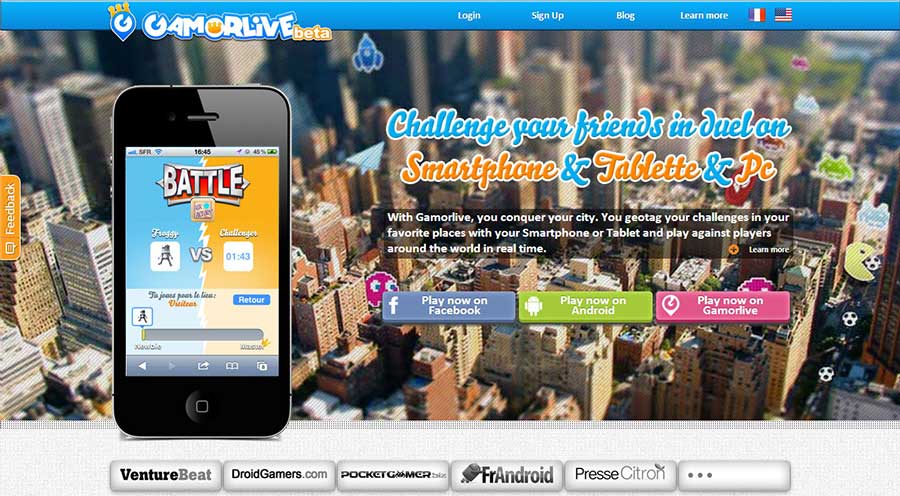 GAMORLIVE beta
Login
Sign Up
Blog
Learn more
Feedback
SFR
16:45
45 %
BATTLE
Froggy
VS
Challenger
01:43
Tu joues pour le lieu:
Retour
Newbie
Master
Challenge your friends in duel on
Smartphone & Tablette & Pc
With Gamorlive, you conquer your city. You geotag your challenges in your
favorite places with your Smartphone or Tablet and play against players
around the world in real time.
Learn more
Play now on
Facebook
Play now on
Android
Play now on
Gamorlive
VentureBeat
DroidGamers.com
POCKETGAMER.biz
FrAndroid
PresseCitron